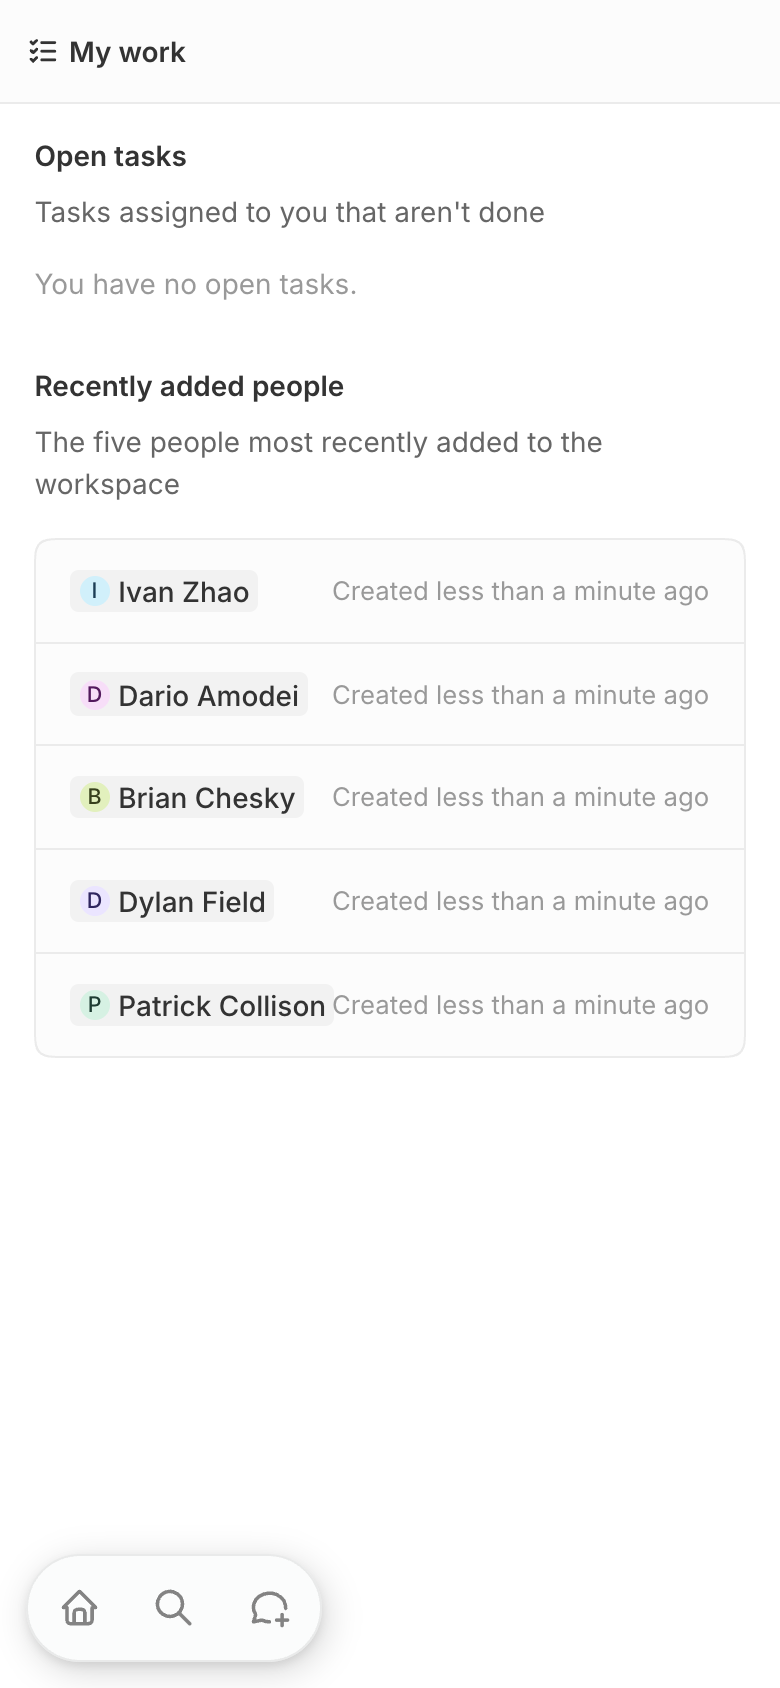 My work
Open tasks
Tasks assigned to you that aren't done
You have no open tasks.
Recently added people
The five people most recently added to the
workspace
I Ivan Zhao Created less than a minute ago
D Dario Amodei Created less than a minute ago
B Brian Chesky Created less than a minute ago
D Dylan Field Created less than a minute ago
P Patrick Collison Created less than a minute ago